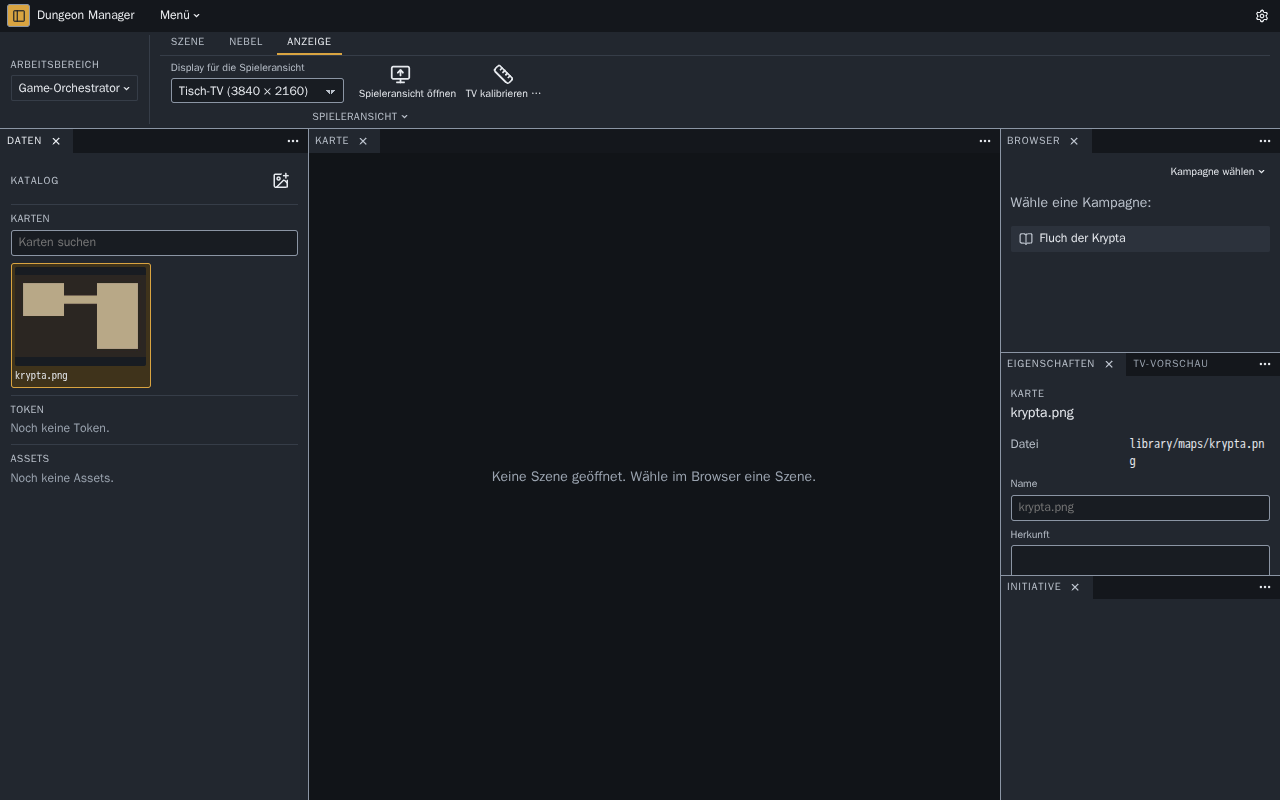 Dungeon Manager
Menü
SZENE
NEBEL
ANZEIGE
ARBEITSBEREICH
Game-Orchestrator
Display für die Spieleransicht
Tisch-TV (3840 × 2160)
Spieleransicht öffnen
TV kalibrieren ···
SPIELERANSICHT
DATEN
KATALOG
KARTEN
Karten suchen
krypta.png
TOKEN
Noch keine Token.
ASSETS
Noch keine Assets.
KARTE
Keine Szene geöffnet. Wähle im Browser eine Szene.
BROWSER
Kampagne wählen
Wähle eine Kampagne:
Fluch der Krypta
EIGENSCHAFTEN
TV-VORSCHAU
KARTE
krypta.png
Datei
library/maps/krypta.pn
g
Name
krypta.png
Herkunft
INITIATIVE